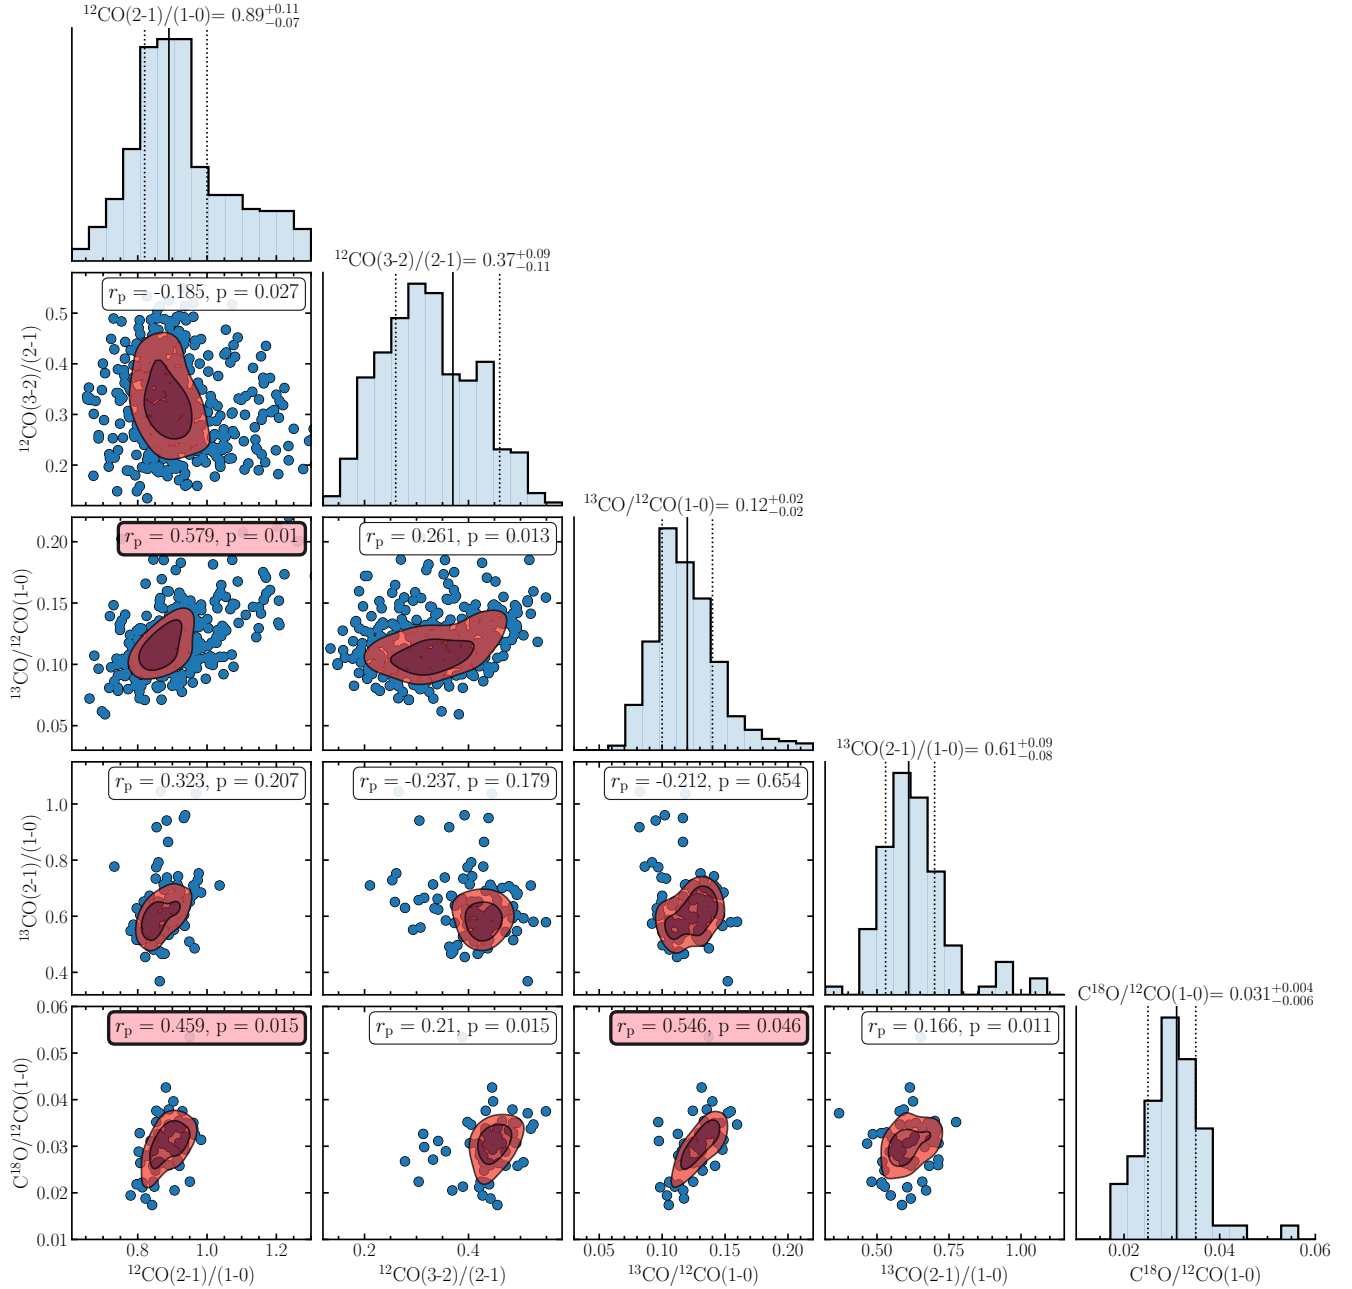 ¹²CO(2-1)/(1-0)= 0.89 +0.11 −0.07
¹²CO(3-2)/(2-1)= 0.37 +0.09 −0.11
rₚ = -0.185, p = 0.027
0.5
0.4
0.3
0.2
¹²CO(3-2)/(2-1)
¹³CO/¹²CO(1-0)= 0.12 +0.02 −0.02
rₚ = 0.579, p = 0.01
rₚ = 0.261, p = 0.013
0.20
0.15
0.10
0.05
¹³CO/¹²CO(1-0)
¹³CO(2-1)/(1-0)= 0.61 +0.09 −0.08
rₚ = 0.323, p = 0.207
rₚ = -0.237, p = 0.179
rₚ = -0.212, p = 0.654
1.0
0.8
0.6
0.4
¹³CO(2-1)/(1-0)
C¹⁸O/¹²CO(1-0)= 0.031 +0.004 −0.006
rₚ = 0.459, p = 0.015
rₚ = 0.21, p = 0.015
rₚ = 0.546, p = 0.046
rₚ = 0.166, p = 0.011
0.06
0.05
0.04
0.03
0.02
0.01
C¹⁸O/¹²CO(1-0)
0.8 1.0 1.2
0.2 0.4
0.05 0.10 0.15 0.20
0.50 0.75 1.00
0.02 0.04 0.06
¹²CO(2-1)/(1-0)
¹²CO(3-2)/(2-1)
¹³CO/¹²CO(1-0)
¹³CO(2-1)/(1-0)
C¹⁸O/¹²CO(1-0)